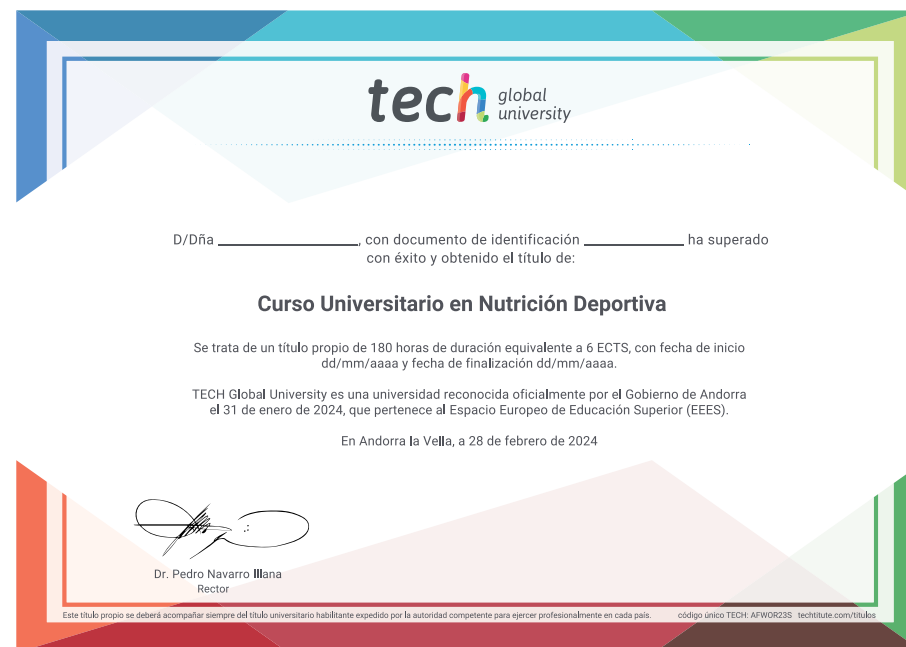 tech global university
D/Dña ____________, con documento de identificación ____________ ha superado
con éxito y obtenido el título de:
Curso Universitario en Nutrición Deportiva
Se trata de un título propio de 180 horas de duración equivalente a 6 ECTS, con fecha de inicio
dd/mm/aaaa y fecha de finalización dd/mm/aaaa.
TECH Global University es una universidad reconocida oficialmente por el Gobierno de Andorra
el 31 de enero de 2024, que pertenece al Espacio Europeo de Educación Superior (EEES).
En Andorra la Vella, a 28 de febrero de 2024
Dr. Pedro Navarro Illana
Rector
Este título propio se deberá acompañar siempre del título universitario habilitante expedido por la autoridad competente para ejercer profesionalmente en cada país. código único TECH: AFWOR23S techtitute.com/titulos